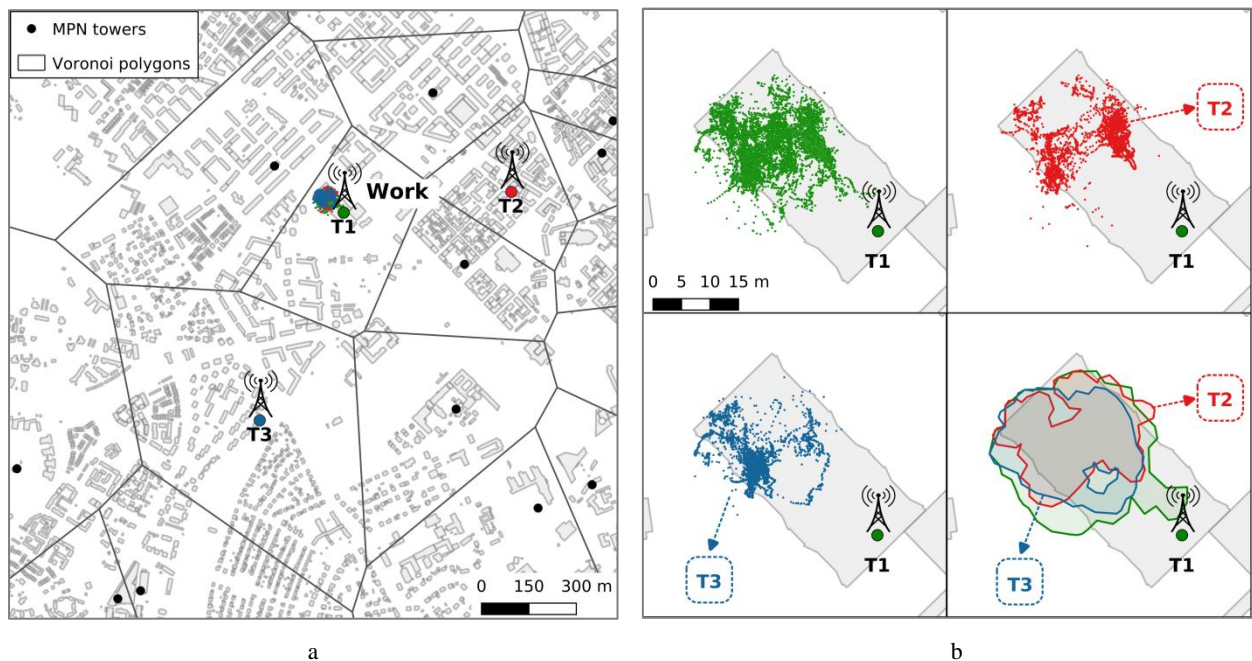 MPN towers
Voronoi polygons
Work
T1
T2
T3
0 150 300 m
a
T1
0 5 10 15 m
T2
T1
T3
T1
T2
T3
T1
b